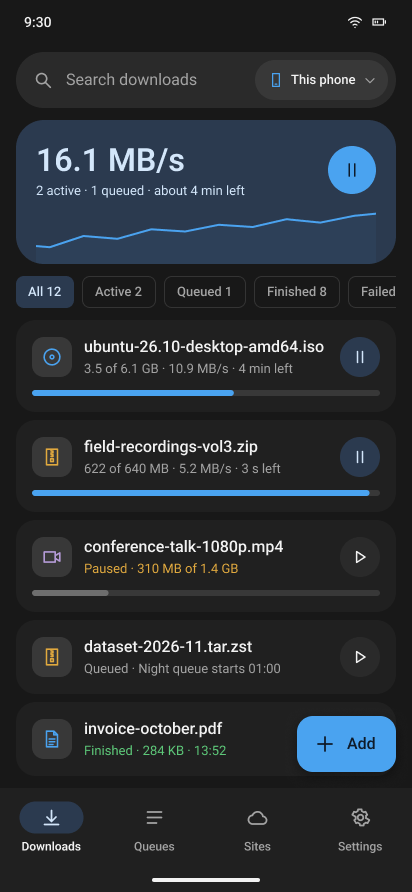 9:30
Search downloads
This phone
16.1 MB/s
2 active · 1 queued · about 4 min left
All 12
Active 2
Queued 1
Finished 8
Failed
ubuntu-26.10-desktop-amd64.iso
3.5 of 6.1 GB · 10.9 MB/s · 4 min left
field-recordings-vol3.zip
622 of 640 MB · 5.2 MB/s · 3 s left
conference-talk-1080p.mp4
Paused · 310 MB of 1.4 GB
dataset-2026-11.tar.zst
Queued · Night queue starts 01:00
invoice-october.pdf
Finished · 284 KB · 13:52
Add
Downloads
Queues
Sites
Settings